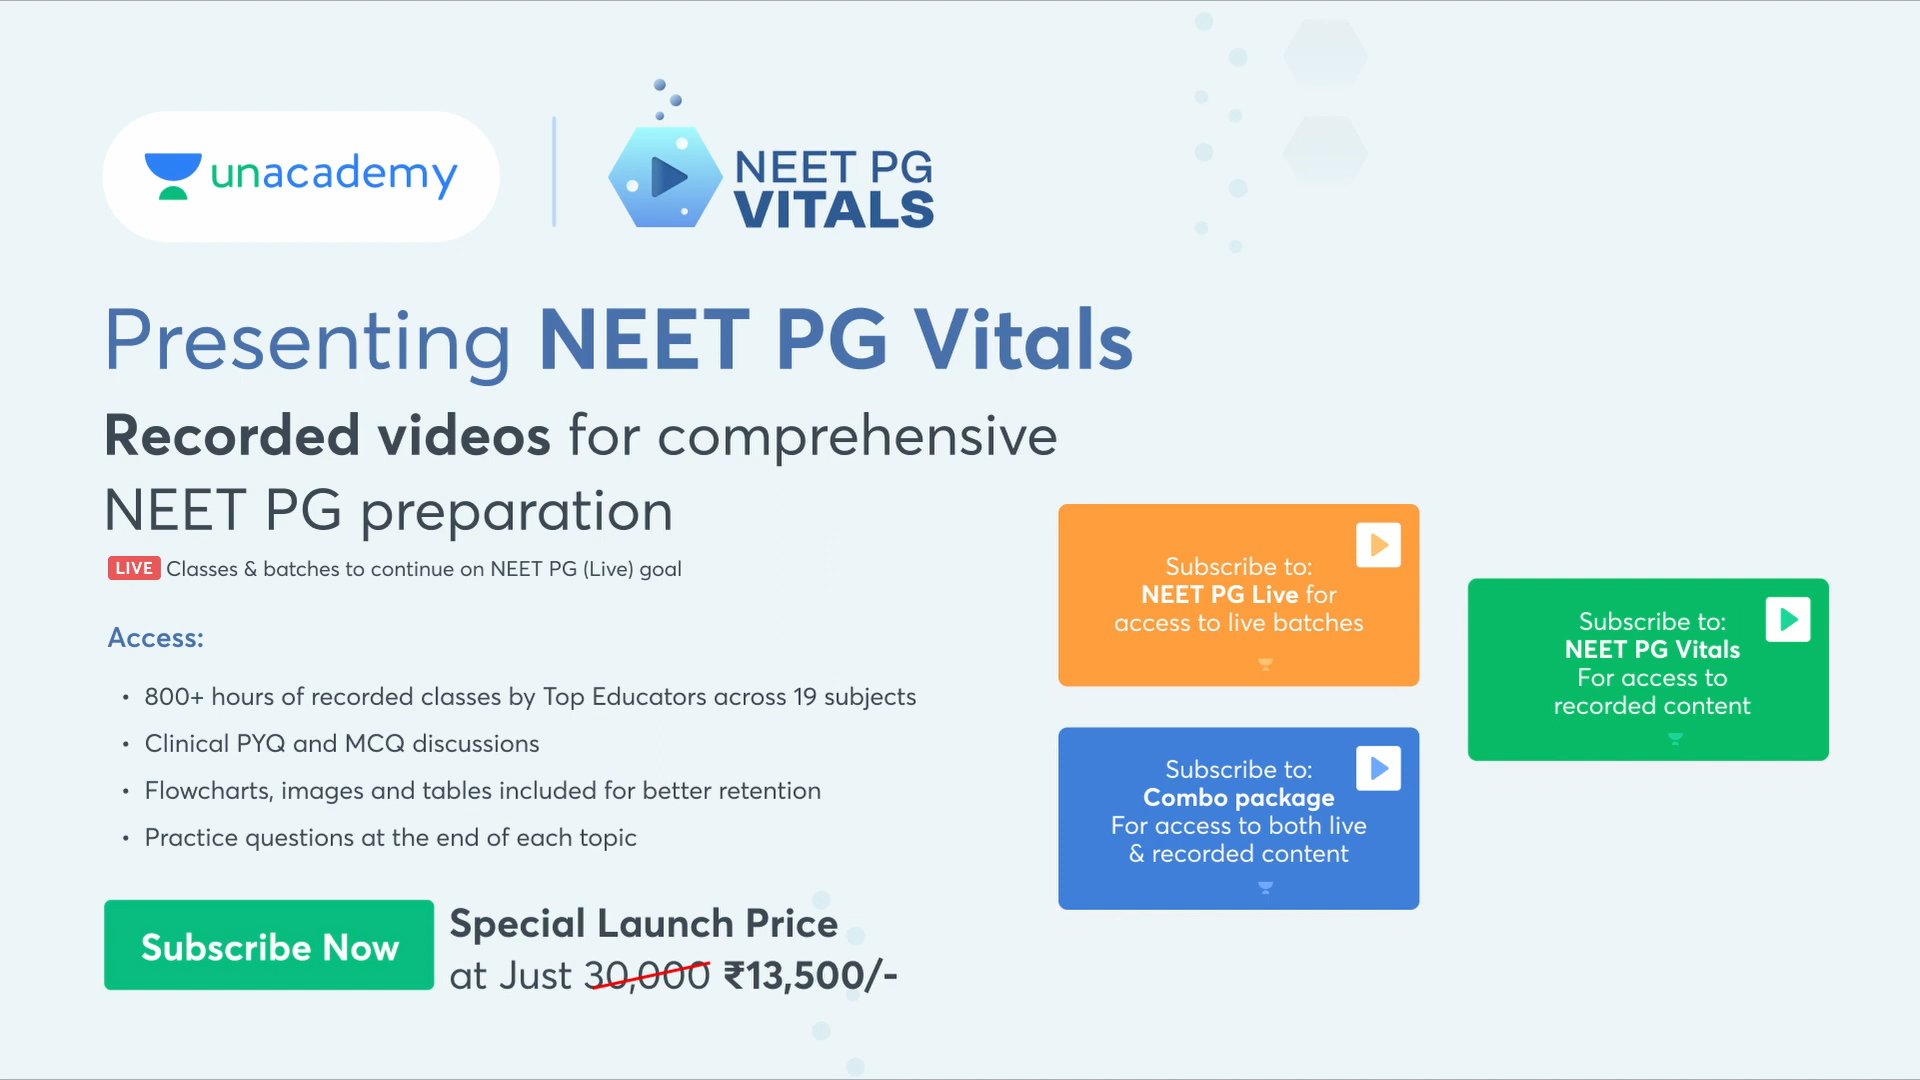 unacademy
NEET PG
VITALS
Presenting NEET PG Vitals
Recorded videos for comprehensive
NEET PG preparation
LIVE Classes & batches to continue on NEET PG (Live) goal
Access:
• 800+ hours of recorded classes by Top Educators across 19 subjects
• Clinical PYQ and MCQ discussions
• Flowcharts, images and tables included for better retention
• Practice questions at the end of each topic
Subscribe Now
Special Launch Price
at Just 30,000 ₹13,500/-
Subscribe to:
NEET PG Live for
access to live batches
Subscribe to:
Combo package
For access to both live
& recorded content
Subscribe to:
NEET PG Vitals
For access to
recorded content